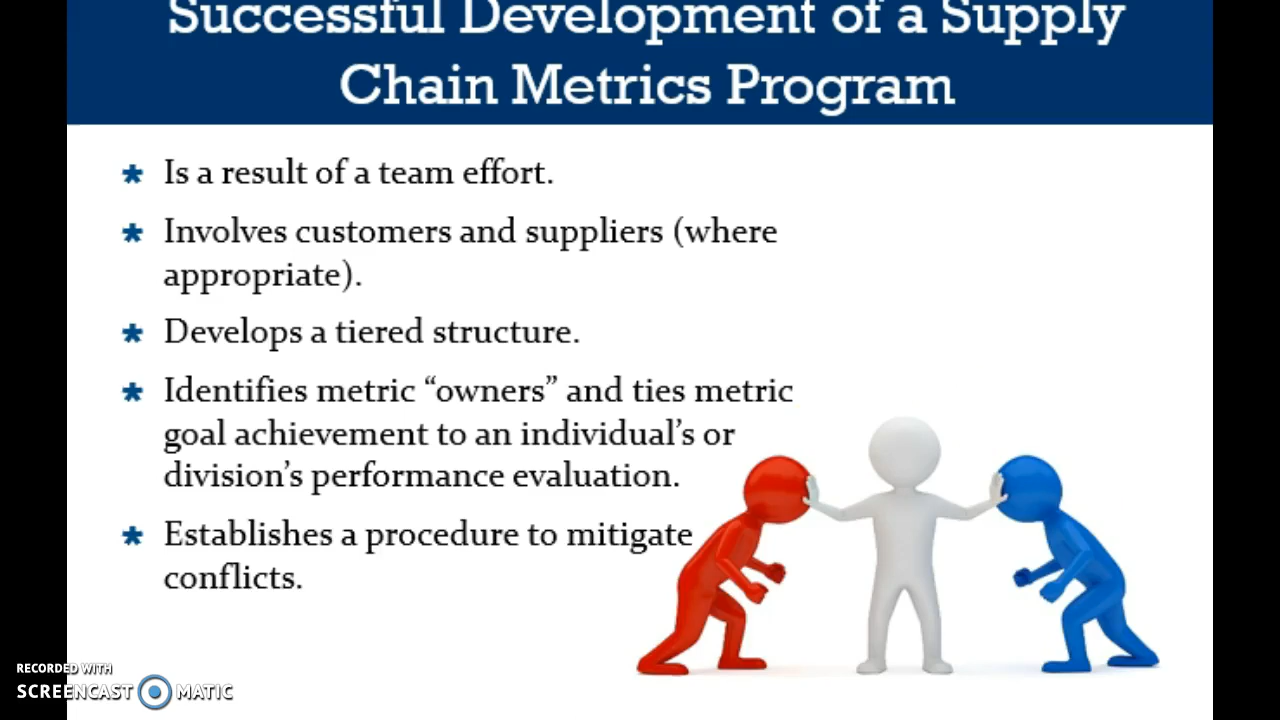 Successful Development of a Supply
Chain Metrics Program
* Is a result of a team effort.
* Involves customers and suppliers (where
appropriate).
* Develops a tiered structure.
* Identifies metric “owners” and ties metric
goal achievement to an individual’s or
division’s performance evaluation.
* Establishes a procedure to mitigate
conflicts.
RECORDED WITH
SCREENCAST MATIC